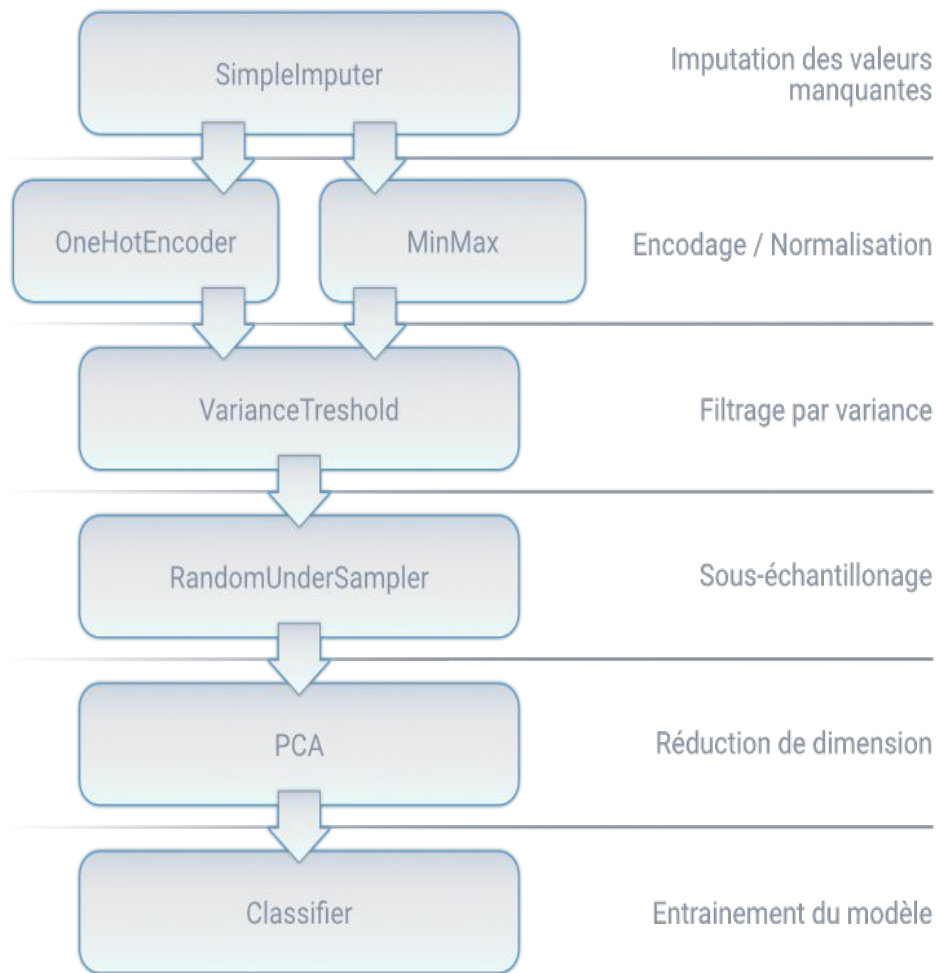 SimpleImputer
Imputation des valeurs
manquantes
OneHotEncoder
MinMax
Encodage / Normalisation
VarianceTreshold
Filtrage par variance
RandomUnderSampler
Sous-échantillonage
PCA
Réduction de dimension
Classifier
Entrainement du modèle